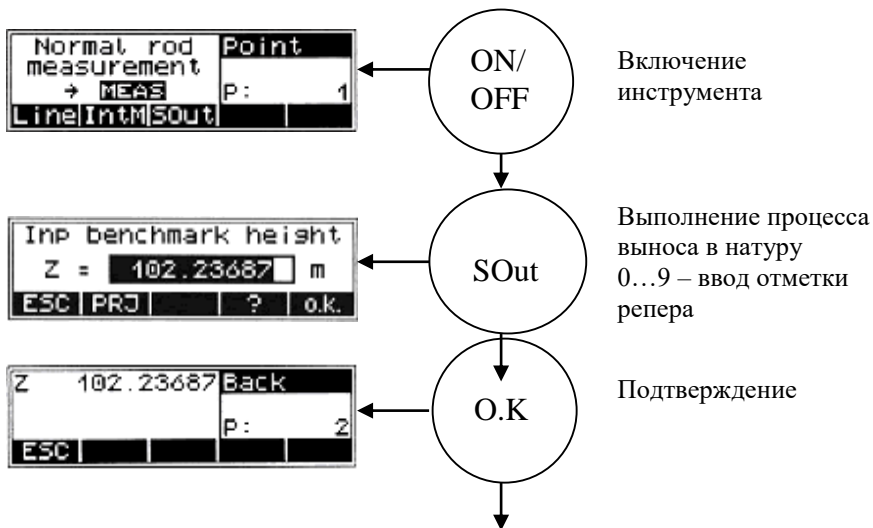 Normal rod
measurement
→ MEAS
Line IntM SOut
Point
P: 1
ON/
OFF
Включение
инструмента
Inp benchmark height
Z = 102.23687 m
ESC PRJ ? o.k.
SOut
Выполнение процесса
выноса в натуру
0…9 – ввод отметки
репера
Z 102.23687
Back
P: 2
ESC
O.K
Подтверждение